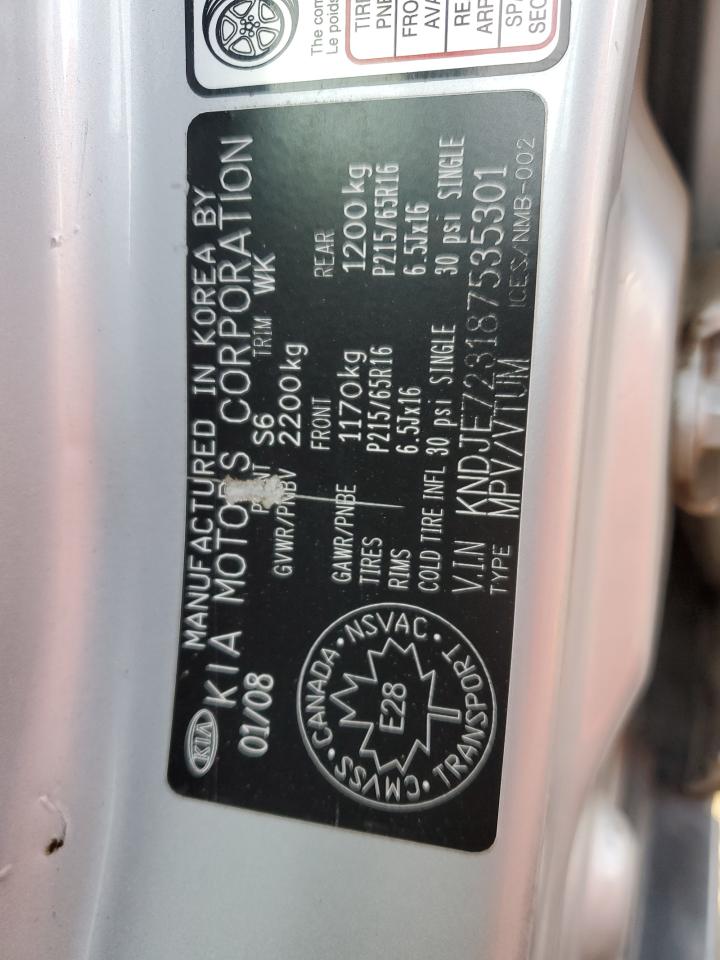 The com
Le poids
TIRE
PNE
FRO
AVA
RE
ARR
SPA
SEC
KIA
MANUFACTURED IN KOREA BY
KIA MOTORS CORPORATION
01/08
PAINT S6 TRIM WK
GVWR/PNBV 2200kg
FRONT REAR
GAWR/PNBE 1170kg 1200kg
TIRES P215/65R16 P215/65R16
RIMS 6.5Jx16 6.5Jx16
COLD TIRE INFL 30 psi SINGLE 30 psi SINGLE
V.I.N KNDJE723187535301
TYPE MPV/VTUM ICES/NMB-002
CMVSS · CANADA · NSVAC · TRANSPORT ·
E28